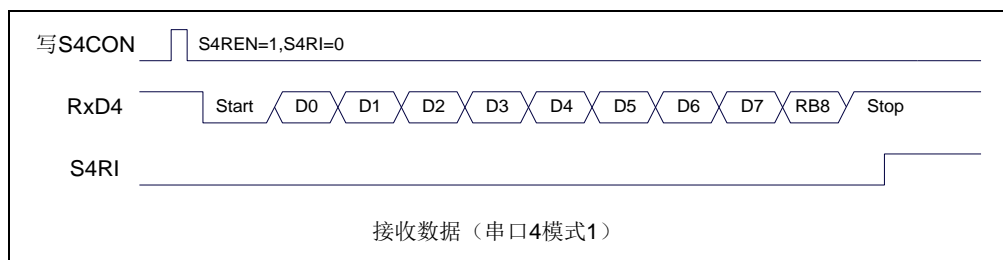 写S4CON S4REN=1,S4RI=0
RxD4 Start D0 D1 D2 D3 D4 D5 D6 D7 RB8 Stop
S4RI
接收数据（串口4模式1）